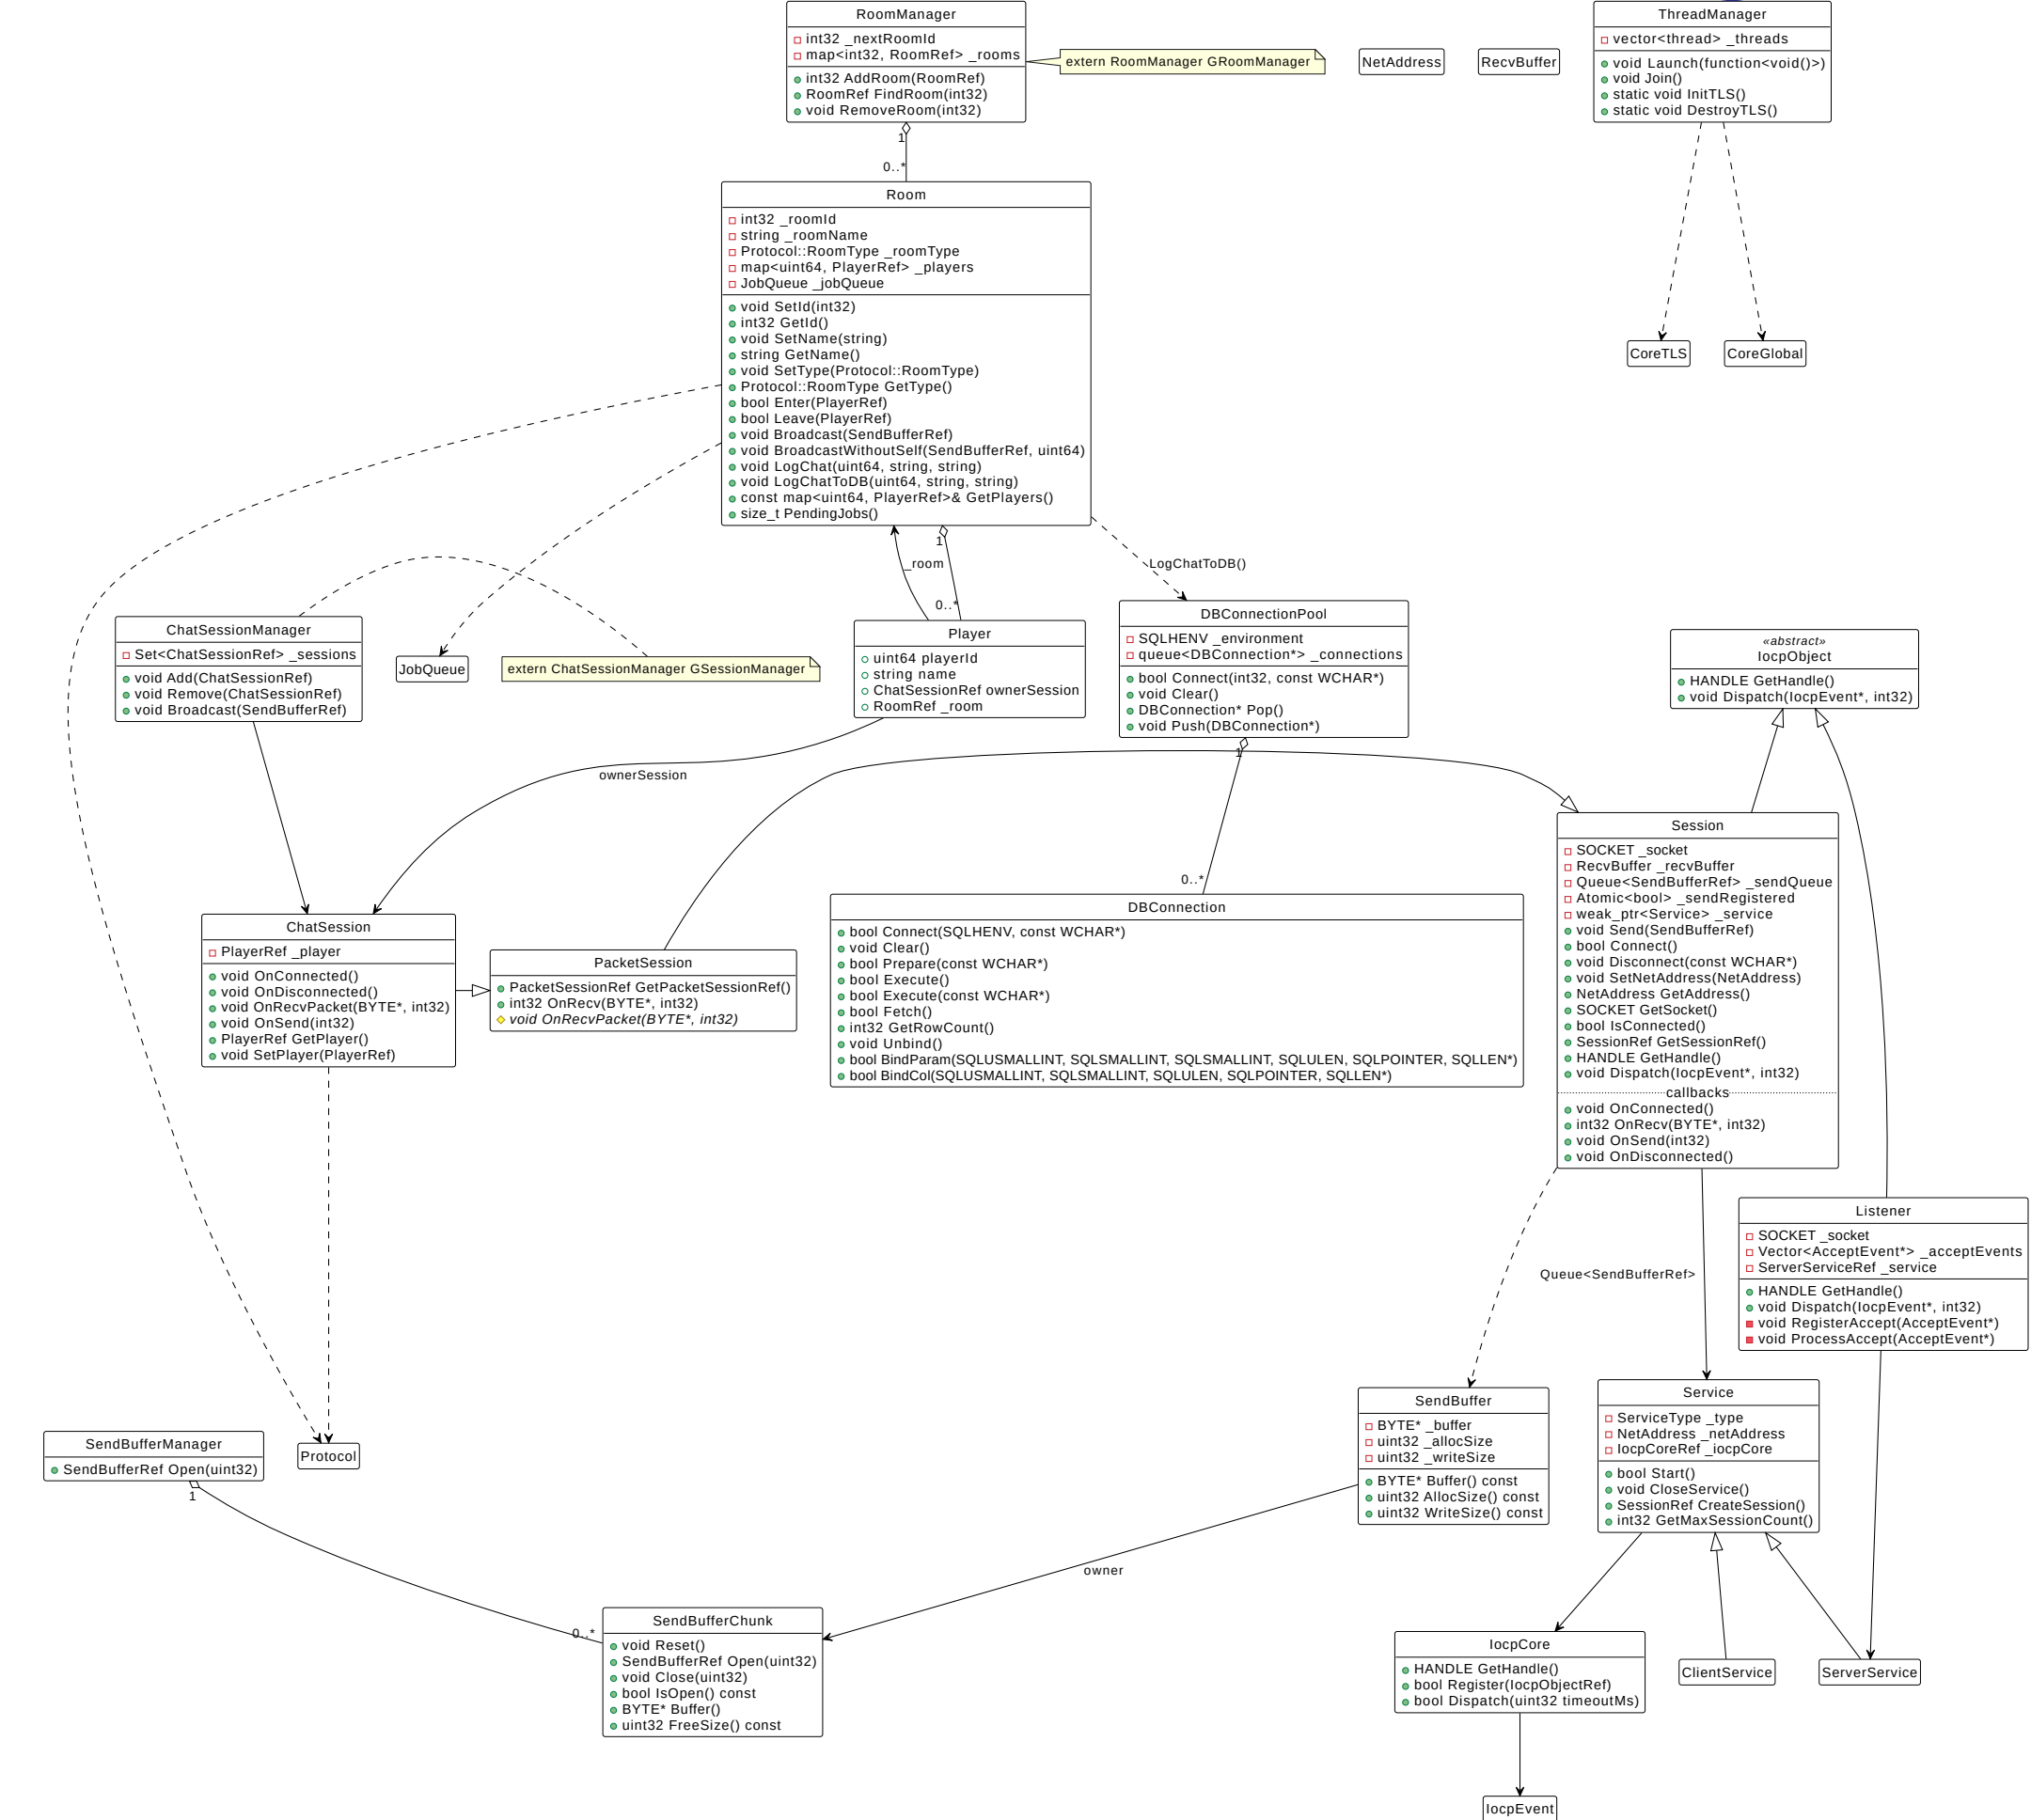 RoomManager
int32 _nextRoomId
map<int32, RoomRef> _rooms
int32 AddRoom(RoomRef)
RoomRef FindRoom(int32)
void RemoveRoom(int32)
extern RoomManager GRoomManager
NetAddress
RecvBuffer
ThreadManager
vector<thread> _threads
void Launch(function<void()>)
void Join()
static void InitTLS()
static void DestroyTLS()
1
0..*
Room
int32 _roomId
string _roomName
Protocol::RoomType _roomType
map<uint64, PlayerRef> _players
JobQueue _jobQueue
void SetId(int32)
int32 GetId()
void SetName(string)
string GetName()
void SetType(Protocol::RoomType)
Protocol::RoomType GetType()
bool Enter(PlayerRef)
bool Leave(PlayerRef)
void Broadcast(SendBufferRef)
void BroadcastWithoutSelf(SendBufferRef, uint64)
void LogChat(uint64, string, string)
void LogChatToDB(uint64, string, string)
const map<uint64, PlayerRef>& GetPlayers()
size_t PendingJobs()
CoreTLS
CoreGlobal
1
_room
0..*
LogChatToDB()
ChatSessionManager
Set<ChatSessionRef> _sessions
void Add(ChatSessionRef)
void Remove(ChatSessionRef)
void Broadcast(SendBufferRef)
JobQueue
extern ChatSessionManager GSessionManager
Player
uint64 playerId
string name
ChatSessionRef ownerSession
RoomRef _room
DBConnectionPool
SQLHENV _environment
queue<DBConnection*> _connections
bool Connect(int32, const WCHAR*)
void Clear()
DBConnection* Pop()
void Push(DBConnection*)
«abstract»
IocpObject
HANDLE GetHandle()
void Dispatch(IocpEvent*, int32)
ownerSession
1
0..*
ChatSession
PlayerRef _player
void OnConnected()
void OnDisconnected()
void OnRecvPacket(BYTE*, int32)
void OnSend(int32)
PlayerRef GetPlayer()
void SetPlayer(PlayerRef)
PacketSession
PacketSessionRef GetPacketSessionRef()
int32 OnRecv(BYTE*, int32)
void OnRecvPacket(BYTE*, int32)
DBConnection
bool Connect(SQLHENV, const WCHAR*)
void Clear()
bool Prepare(const WCHAR*)
bool Execute()
bool Execute(const WCHAR*)
bool Fetch()
int32 GetRowCount()
void Unbind()
bool BindParam(SQLUSMALLINT, SQLSMALLINT, SQLSMALLINT, SQLULEN, SQLPOINTER, SQLLEN*)
bool BindCol(SQLUSMALLINT, SQLSMALLINT, SQLULEN, SQLPOINTER, SQLLEN*)
Session
SOCKET _socket
RecvBuffer _recvBuffer
Queue<SendBufferRef> _sendQueue
Atomic<bool> _sendRegistered
weak_ptr<Service> _service
void Send(SendBufferRef)
bool Connect()
void Disconnect(const WCHAR*)
void SetNetAddress(NetAddress)
NetAddress GetAddress()
SOCKET GetSocket()
bool IsConnected()
SessionRef GetSessionRef()
HANDLE GetHandle()
void Dispatch(IocpEvent*, int32)
callbacks
void OnConnected()
int32 OnRecv(BYTE*, int32)
void OnSend(int32)
void OnDisconnected()
Queue<SendBufferRef>
Listener
SOCKET _socket
Vector<AcceptEvent*> _acceptEvents
ServerServiceRef _service
HANDLE GetHandle()
void Dispatch(IocpEvent*, int32)
void RegisterAccept(AcceptEvent*)
void ProcessAccept(AcceptEvent*)
SendBufferManager
SendBufferRef Open(uint32)
Protocol
SendBuffer
BYTE* _buffer
uint32 _allocSize
uint32 _writeSize
BYTE* Buffer() const
uint32 AllocSize() const
uint32 WriteSize() const
Service
ServiceType _type
NetAddress _netAddress
IocpCoreRef _iocpCore
bool Start()
void CloseService()
SessionRef CreateSession()
int32 GetMaxSessionCount()
1
0..*
owner
SendBufferChunk
void Reset()
SendBufferRef Open(uint32)
void Close(uint32)
bool IsOpen() const
BYTE* Buffer()
uint32 FreeSize() const
IocpCore
HANDLE GetHandle()
bool Register(IocpObjectRef)
bool Dispatch(uint32 timeoutMs)
ClientService
ServerService
IocpEvent